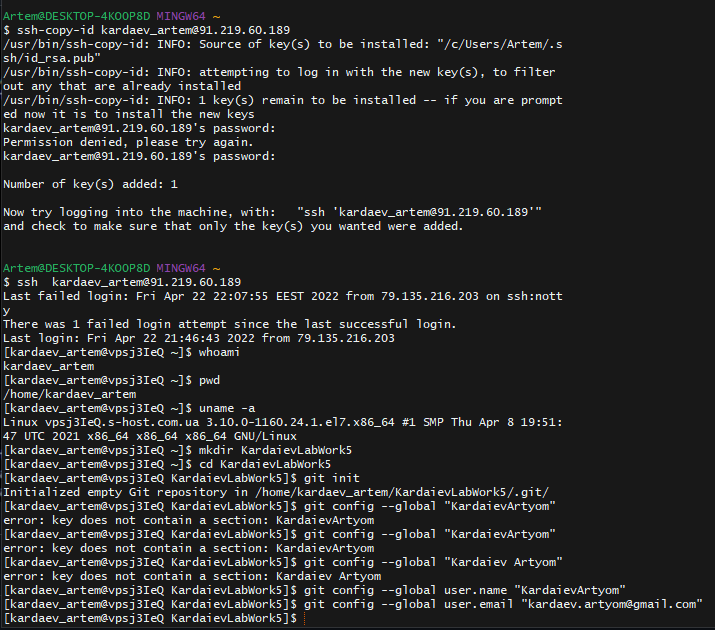 Artem@DESKTOP-4KOOP8D MINGW64 ~
$ ssh-copy-id kardaev_artem@91.219.60.189
/usr/bin/ssh-copy-id: INFO: Source of key(s) to be installed: "/c/Users/Artem/.s
sh/id_rsa.pub"
/usr/bin/ssh-copy-id: INFO: attempting to log in with the new key(s), to filter
out any that are already installed
/usr/bin/ssh-copy-id: INFO: 1 key(s) remain to be installed -- if you are prompt
ed now it is to install the new keys
kardaev_artem@91.219.60.189's password:
Permission denied, please try again.
kardaev_artem@91.219.60.189's password:
Number of key(s) added: 1
Now try logging into the machine, with:   "ssh 'kardaev_artem@91.219.60.189'"
and check to make sure that only the key(s) you wanted were added.
Artem@DESKTOP-4KOOP8D MINGW64 ~
$ ssh  kardaev_artem@91.219.60.189
Last failed login: Fri Apr 22 22:07:55 EEST 2022 from 79.135.216.203 on ssh:nott
y
There was 1 failed login attempt since the last successful login.
Last login: Fri Apr 22 21:46:43 2022 from 79.135.216.203
[kardaev_artem@vpsj3IeQ ~]$ whoami
kardaev_artem
[kardaev_artem@vpsj3IeQ ~]$ pwd
/home/kardaev_artem
[kardaev_artem@vpsj3IeQ ~]$ uname -a
Linux vpsj3IeQ.s-host.com.ua 3.10.0-1160.24.1.el7.x86_64 #1 SMP Thu Apr 8 19:51:
47 UTC 2021 x86_64 x86_64 x86_64 GNU/Linux
[kardaev_artem@vpsj3IeQ ~]$ mkdir KardaievLabWork5
[kardaev_artem@vpsj3IeQ ~]$ cd KardaievLabWork5
[kardaev_artem@vpsj3IeQ KardaievLabWork5]$ git init
Initialized empty Git repository in /home/kardaev_artem/KardaievLabWork5/.git/
[kardaev_artem@vpsj3IeQ KardaievLabWork5]$ git config --global "KardaievArtyom"
error: key does not contain a section: KardaievArtyom
[kardaev_artem@vpsj3IeQ KardaievLabWork5]$ git config --global "KardaievArtyom"
error: key does not contain a section: KardaievArtyom
[kardaev_artem@vpsj3IeQ KardaievLabWork5]$ git config --global "Kardaiev Artyom"
error: key does not contain a section: Kardaiev Artyom
[kardaev_artem@vpsj3IeQ KardaievLabWork5]$ git config --global user.name "KardaievArtyom"
[kardaev_artem@vpsj3IeQ KardaievLabWork5]$ git config --global user.email "kardaev.artyom@gmail.com"
[kardaev_artem@vpsj3IeQ KardaievLabWork5]$